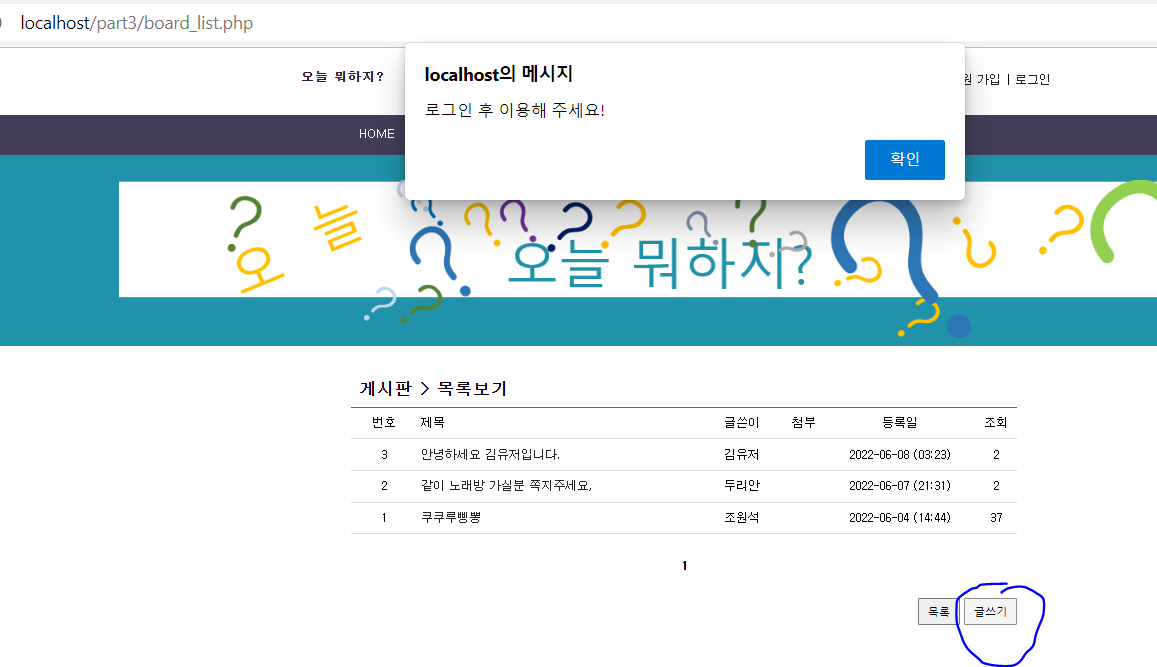 localhost/part3/board_list.php
localhost의 메시지
로그인 후 이용해 주세요!
확인
오늘 뭐하지?
가입 | 로그인
HOME
오늘
오늘 뭐하지?
게시판 > 목록보기
번호 제목 글쓴이 첨부 등록일 조회
3 안녕하세요 김유저입니다. 김유저 2022-06-08 (03:23) 2
2 같이 노래방 가실분 쪽지주세요, 두리안 2022-06-07 (21:31) 2
1 쿠쿠루삥뽕 조원석 2022-06-04 (14:44) 37
1
목록 글쓰기